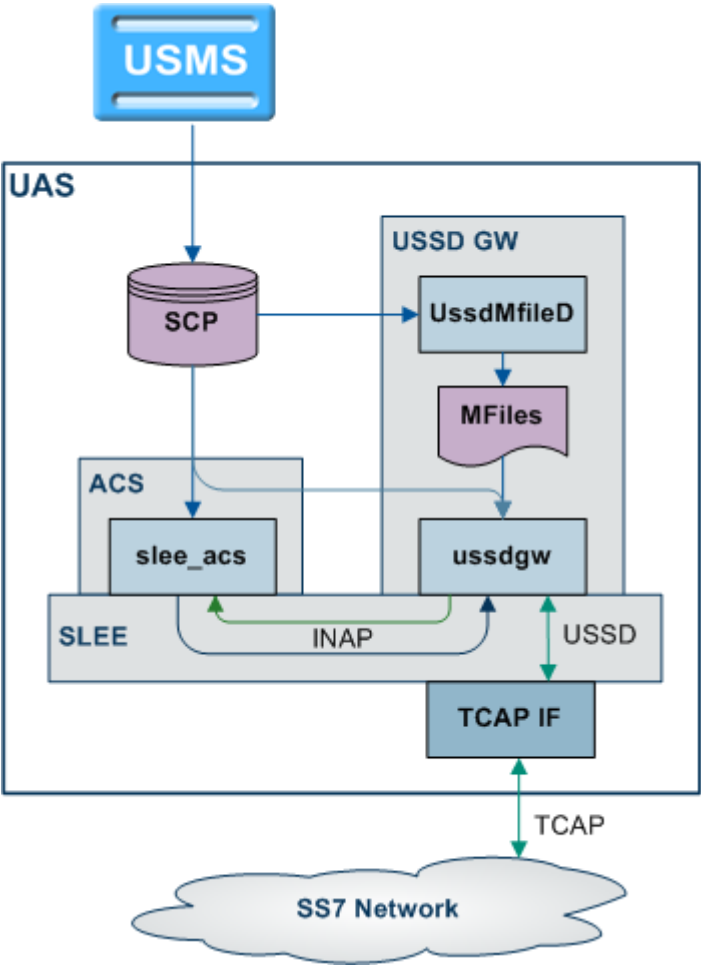 USMS
UAS
USSD GW
SCP
UssdMfileD
MFiles
ACS
slee_acs
ussdgw
SLEE
INAP
USSD
TCAP IF
TCAP
SS7 Network